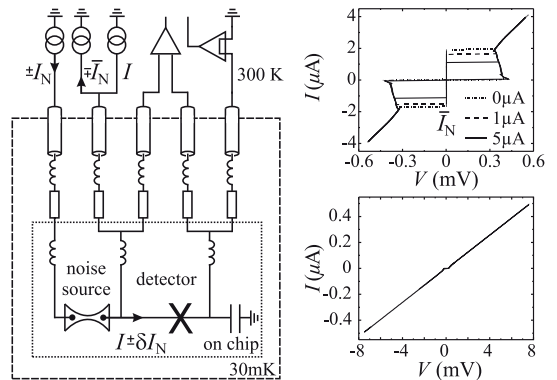 ±I_N
∓Ī_N
I
300 K
noise
source
detector
I±δI_N
on chip
30mK
I (μA)
4
2
0
-2
-4
Ī_N
0μA
1μA
5μA
-0.6
-0.3
0
0.3
0.6
V (mV)
I (μA)
0.4
0.2
0
-0.2
-0.4
-8
-4
0
4
8
V (mV)